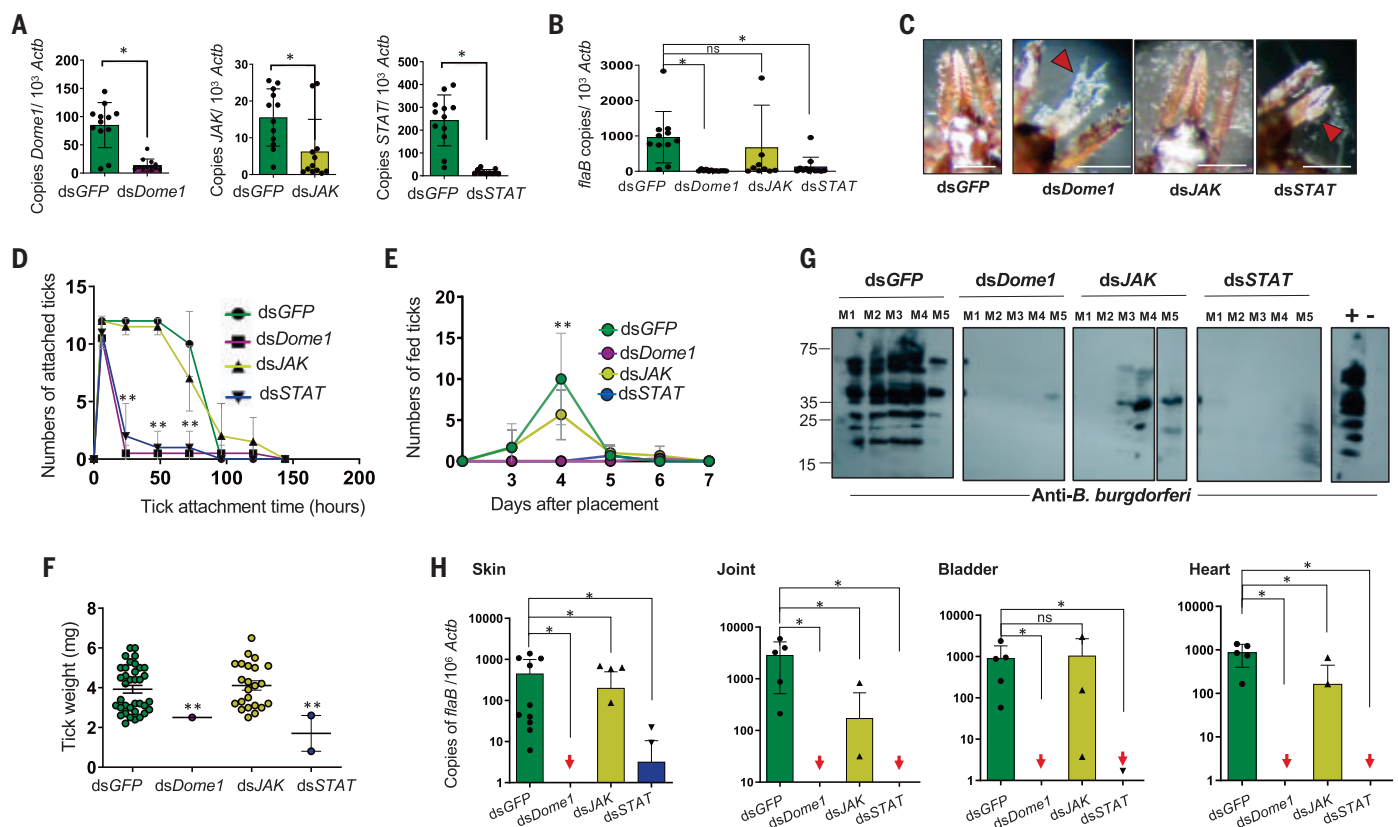 A
Copies Dome1/ 10³ Actb
200
150
100
50
0
*
dsGFP dsDome1
Copies JAK/ 10³ Actb
30
20
10
0
*
dsGFP dsJAK
Copies STAT/ 10³ Actb
500
400
300
200
100
0
*
dsGFP dsSTAT
B
flaB copies/ 10³ Actb
3000
2000
1000
0
*
ns
*
dsGFP dsDome1 dsJAK dsSTAT
C
dsGFP dsDome1 dsJAK dsSTAT
D
Numbers of attached ticks
15
10
5
0
** ** **
0 50 100 150
Tick attachment time (hours)
dsGFP
dsDome1
dsJAK
dsSTAT
E
Numbers of fed ticks
20
15
10
5
0
**
3 4 5 6 7
Days after placement
dsGFP
dsDome1
dsJAK
dsSTAT
G
dsGFP dsDome1 dsJAK dsSTAT
M1 M2 M3 M4 M5 M1 M2 M3 M4 M5 M1 M2 M3 M4 M5 M1 M2 M3 M4 M5 + -
75
35
25
15
Anti-B. burgdorferi
F
Tick weight (mg)
8
6
4
2
0
** **
dsGFP dsDome1 dsJAK dsSTAT
H
Copies of flaB /10⁶ Actb
Skin
10000
1000
100
10
1
*
*
*
dsGFP dsDome1 dsJAK dsSTAT
Joint
10000
1000
100
10
*
*
*
dsGFP dsDome1 dsJAK dsSTAT
Bladder
10000
1000
100
10
1
*
ns
*
dsGFP dsDome1 dsJAK dsSTAT
Heart
10000
1000
100
10
1
*
*
*
dsGFP dsDome1 dsJAK dsSTAT